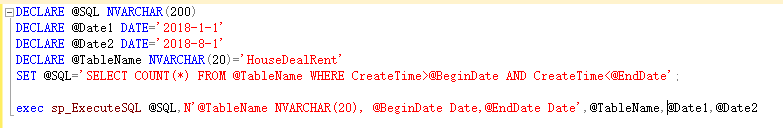 DECLARE @SQL NVARCHAR(200)
DECLARE @Date1 DATE='2018-1-1'
DECLARE @Date2 DATE='2018-8-1'
DECLARE @TableName NVARCHAR(20)='HouseDealRent'
SET @SQL='SELECT COUNT(*) FROM @TableName WHERE CreateTime>@BeginDate AND CreateTime<@EndDate';
exec sp_ExecuteSQL @SQL,N'@TableName NVARCHAR(20), @BeginDate Date,@EndDate Date',@TableName,@Date1,@Date2